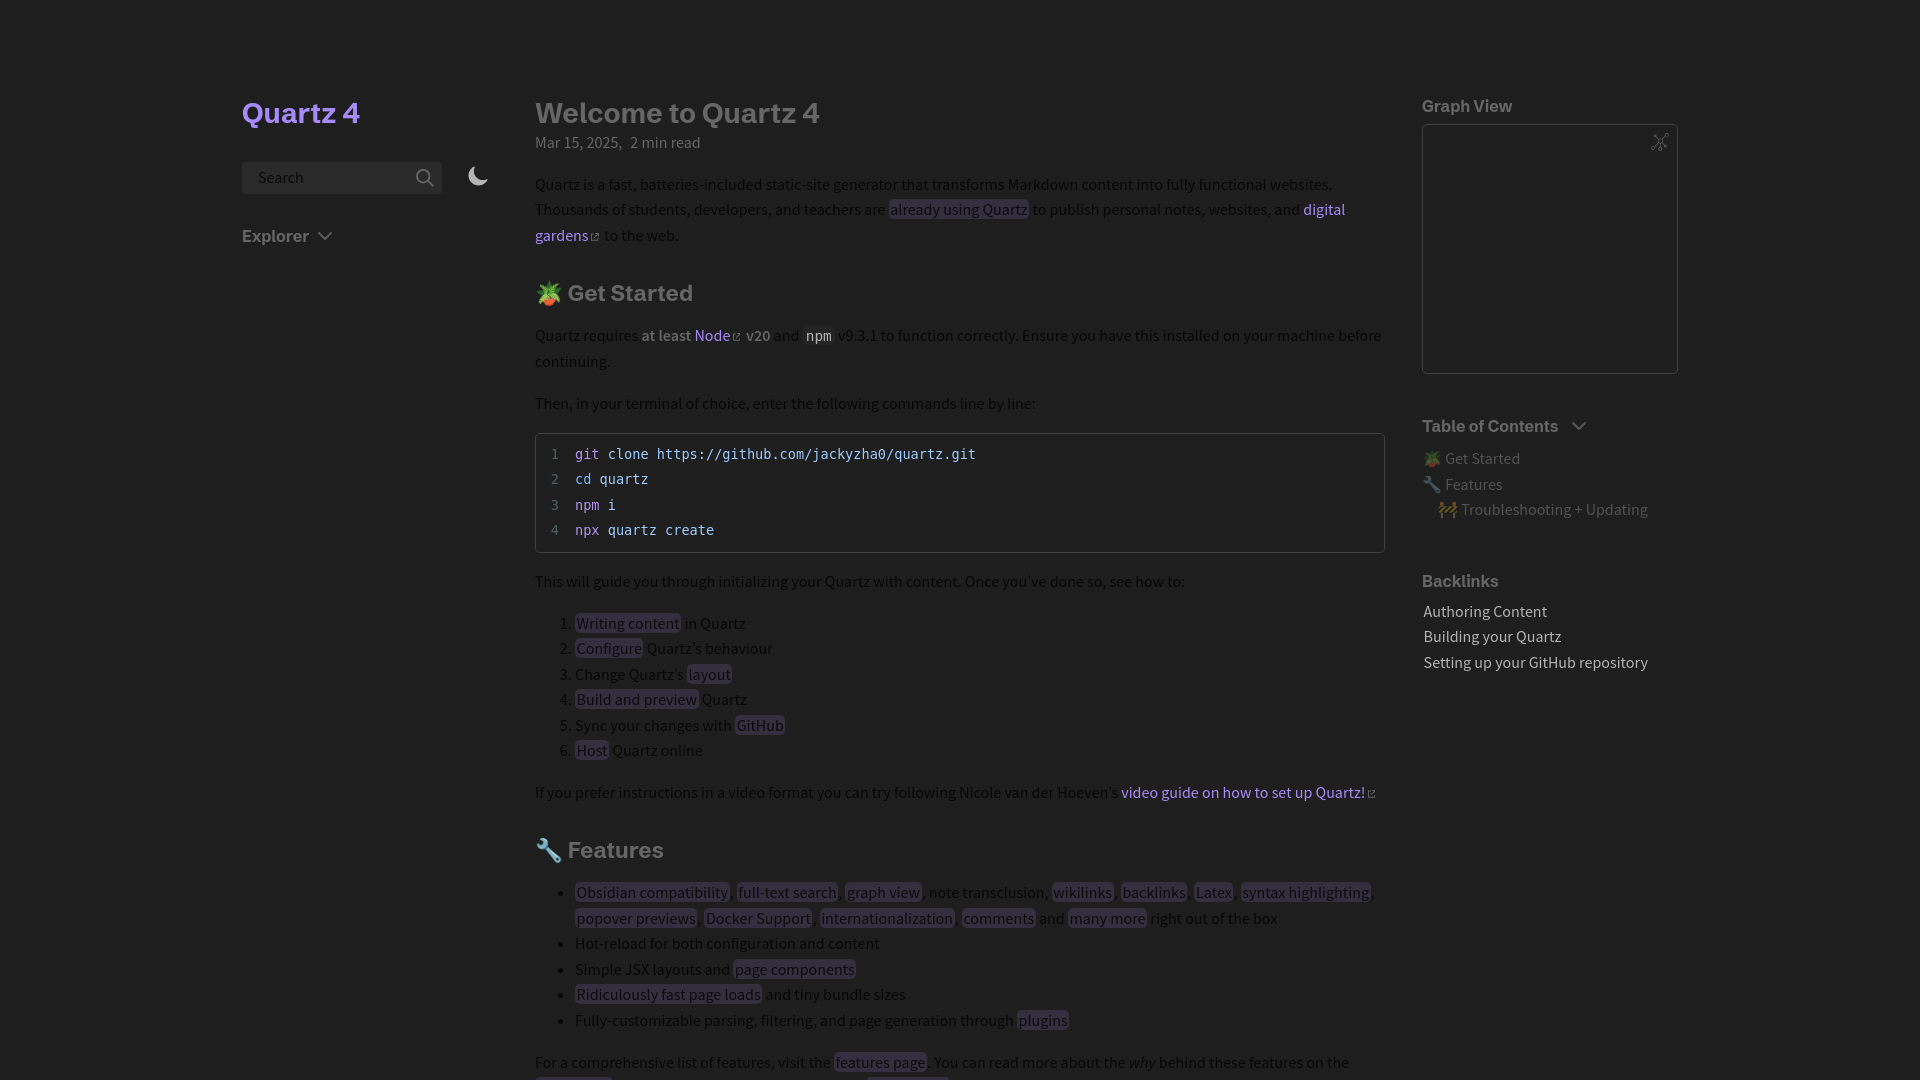 Quartz 4
Search
Explorer
Welcome to Quartz 4
Mar 15, 2025, 2 min read
Quartz is a fast, batteries-included static-site generator that transforms Markdown content into fully functional websites.
Thousands of students, developers, and teachers are already using Quartz to publish personal notes, websites, and digital
gardens to the web.
🪴 Get Started
Quartz requires at least Node v20 and npm v9.3.1 to function correctly. Ensure you have this installed on your machine before
continuing.
Then, in your terminal of choice, enter the following commands line by line:
1 git clone https://github.com/jackyzha0/quartz.git
2 cd quartz
3 npm i
4 npx quartz create
This will guide you through initializing your Quartz with content. Once you’ve done so, see how to:
1. Writing content in Quartz
2. Configure Quartz’s behaviour
3. Change Quartz’s layout
4. Build and preview Quartz
5. Sync your changes with GitHub
6. Host Quartz online
If you prefer instructions in a video format you can try following Nicole van der Hoeven’s video guide on how to set up Quartz!
🔧 Features
• Obsidian compatibility, full-text search, graph view, note transclusion, wikilinks, backlinks, Latex, syntax highlighting,
popover previews, Docker Support, internationalization, comments and many more right out of the box
• Hot-reload for both configuration and content
• Simple JSX layouts and page components
• Ridiculously fast page loads and tiny bundle sizes
• Fully-customizable parsing, filtering, and page generation through plugins
For a comprehensive list of features, visit the features page. You can read more about the why behind these features on the
Graph View
Table of Contents
🪴 Get Started
🔧 Features
🚧 Troubleshooting + Updating
Backlinks
Authoring Content
Building your Quartz
Setting up your GitHub repository